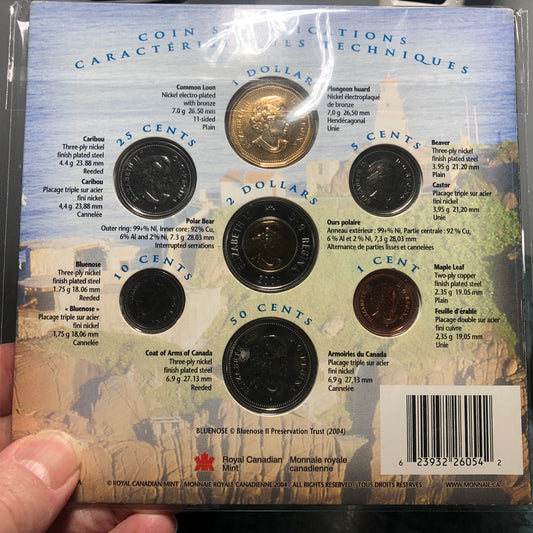 COIN SPECIFICATIONS
CARACTÉRISTIQUES TECHNIQUES
1 DOLLAR
Common Loon
Nickel electro-plated
with bronze
7.0 g 26.50 mm
11-sided
Plain
Plongeon huard
Nickel électroplaqué
de bronze
7,0 g 26,50 mm
Hendécagonal
Unie
25 CENTS
Caribou
Three-ply nickel
finish plated steel
4.4 g 23.88 mm
Reeded
Caribou
Placage triple sur acier
fini nickel
4,4 g 23,88 mm
Cannelée
5 CENTS
Beaver
Three-ply nickel
finish plated steel
3.95 g 21.20 mm
Plain
Castor
Placage triple sur acier
fini nickel
3,95 g 21,20 mm
Unie
2 DOLLARS
Polar Bear
Outer ring: 99+% Ni, Inner core: 92% Cu,
6% Al and 2% Ni, 7.3 g 28.03 mm
Interrupted serrations
Ours polaire
Anneau extérieur: 99+% Ni, Partie centrale: 92% Cu,
6% Al and 2% Ni, 7,3 g 28,03 mm
Alternance de parties lisses et cannelées
ELIZABETH II D·G·REGINA
10 CENTS
Bluenose
Three-ply nickel
finish plated steel
1.75 g 18.06 mm
Reeded
« Bluenose »
Placage triple sur acier
fini nickel
1,75 g 18,06 mm
Cannelée
1 CENT
Maple Leaf
Two-ply copper
finish plated steel
2.35 g 19.05 mm
Plain
Feuille d'érable
Placage double sur acier
fini cuivre
2,35 g 19,05 mm
Unie
50 CENTS
Coat of Arms of Canada
Three-ply nickel
finish plated steel
6.9 g 27.13 mm
Reeded
Armoiries du Canada
Placage triple sur acier
fini nickel
6,9 g 27,13 mm
Cannelée
BLUENOSE © Bluenose II Preservation Trust (2004)
Royal Canadian
Mint
Monnaie royale
canadienne
6 23932 26054 2
© ROYAL CANADIAN MINT / MONNAIE ROYALE CANADIENNE 2004 / ALL RIGHTS RESERVED / TOUS DROITS RÉSERVÉS
WWW.MONNAIE.CA